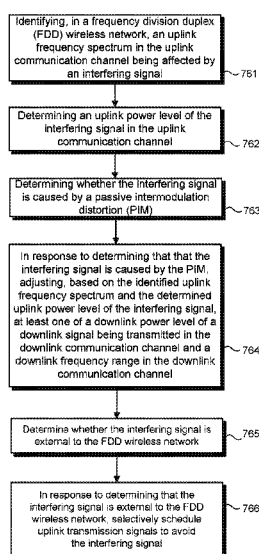 Identifying, in a frequency division duplex
(FDD) wireless network, an uplink
frequency spectrum in the uplink
communication channel being affected by
an interfering signal
761
Determining an uplink power level of the
interfering signal in the uplink
communication channel
762
Determining whether the interfering signal
is caused by a passive intermodulation
distortion (PIM)
763
In response to determining that that the
interfering signal is caused by the PIM,
adjusting, based on the identified uplink
frequency spectrum and the determined
uplink power level of the interfering signal,
at least one of a downlink power level of a
downlink signal being transmitted in the
downlink communication channel and a
downlink frequency range in the downlink
communication channel
764
Determine whether the interfering signal is
external to the FDD wireless network
765
In response to determining that the
interfering signal is external to the FDD
wireless network, selectively schedule
uplink transmission signals to avoid
the interfering signal
766